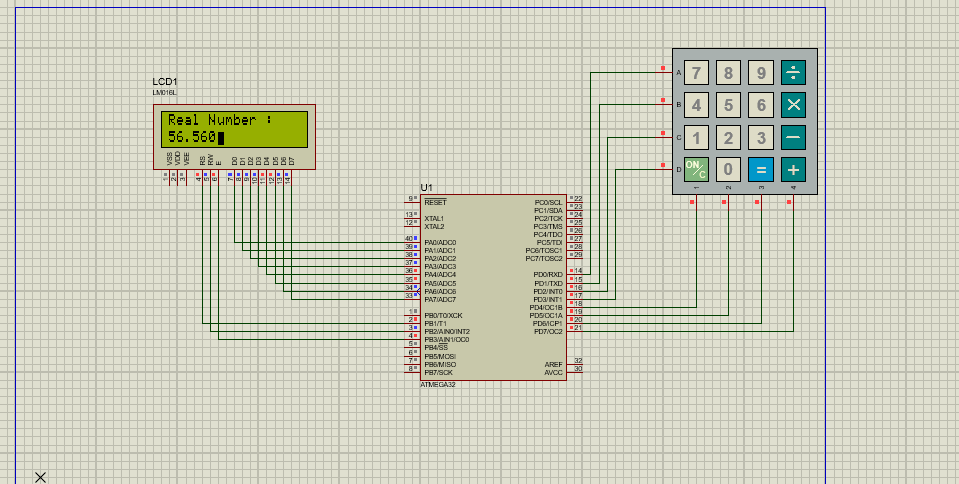 LCD1
LM016L
Real Number :
56.560
VSS VDD VEE RS RW E D0 D1 D2 D3 D4 D5 D6 D7
1 2 3 4 5 6 7 8 9 10 11 12 13 14
U1
9 RESET
13 XTAL1
12 XTAL2
40 PA0/ADC0
39 PA1/ADC1
38 PA2/ADC2
37 PA3/ADC3
36 PA4/ADC4
35 PA5/ADC5
34 PA6/ADC6
33 PA7/ADC7
1 PB0/T0/XCK
2 PB1/T1
3 PB2/AIN0/INT2
4 PB3/AIN1/OC0
5 PB4/SS
6 PB5/MOSI
7 PB6/MISO
8 PB7/SCK
PC0/SCL 22
PC1/SDA 23
PC2/TCK 24
PC3/TMS 25
PC4/TDO 26
PC5/TDI 27
PC6/TOSC1 28
PC7/TOSC2 29
PD0/RXD 14
PD1/TXD 15
PD2/INT0 16
PD3/INT1 17
PD4/OC1B 18
PD5/OC1A 19
PD6/ICP1 20
PD7/OC2 21
AREF 32
AVCC 30
ATMEGA32
A 7 8 9 ÷
B 4 5 6 ×
C 1 2 3 −
D ON/C 0 = +
1 2 3 4